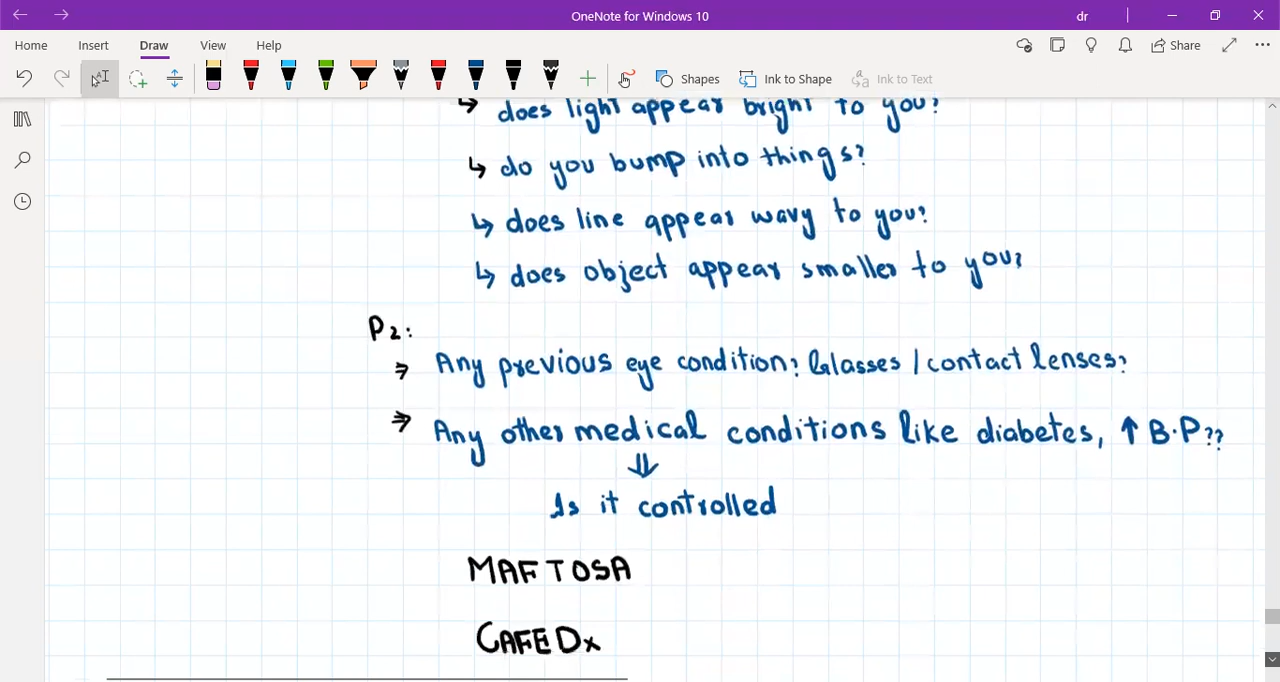 OneNote for Windows 10
dr
Home Insert Draw View Help
Share
Shapes Ink to Shape Ink to Text
↳ does light appear bright to you?
↳ do you bump into things?
↳ does line appear wavy to you?
↳ does object appear smaller to you?
P2:
⇒ Any previous eye condition? Glasses / contact lenses?
⇒ Any other medical conditions like diabetes, ↑ B.P??
⇓
Is it controlled
MAFTOSA
CAFE Dx